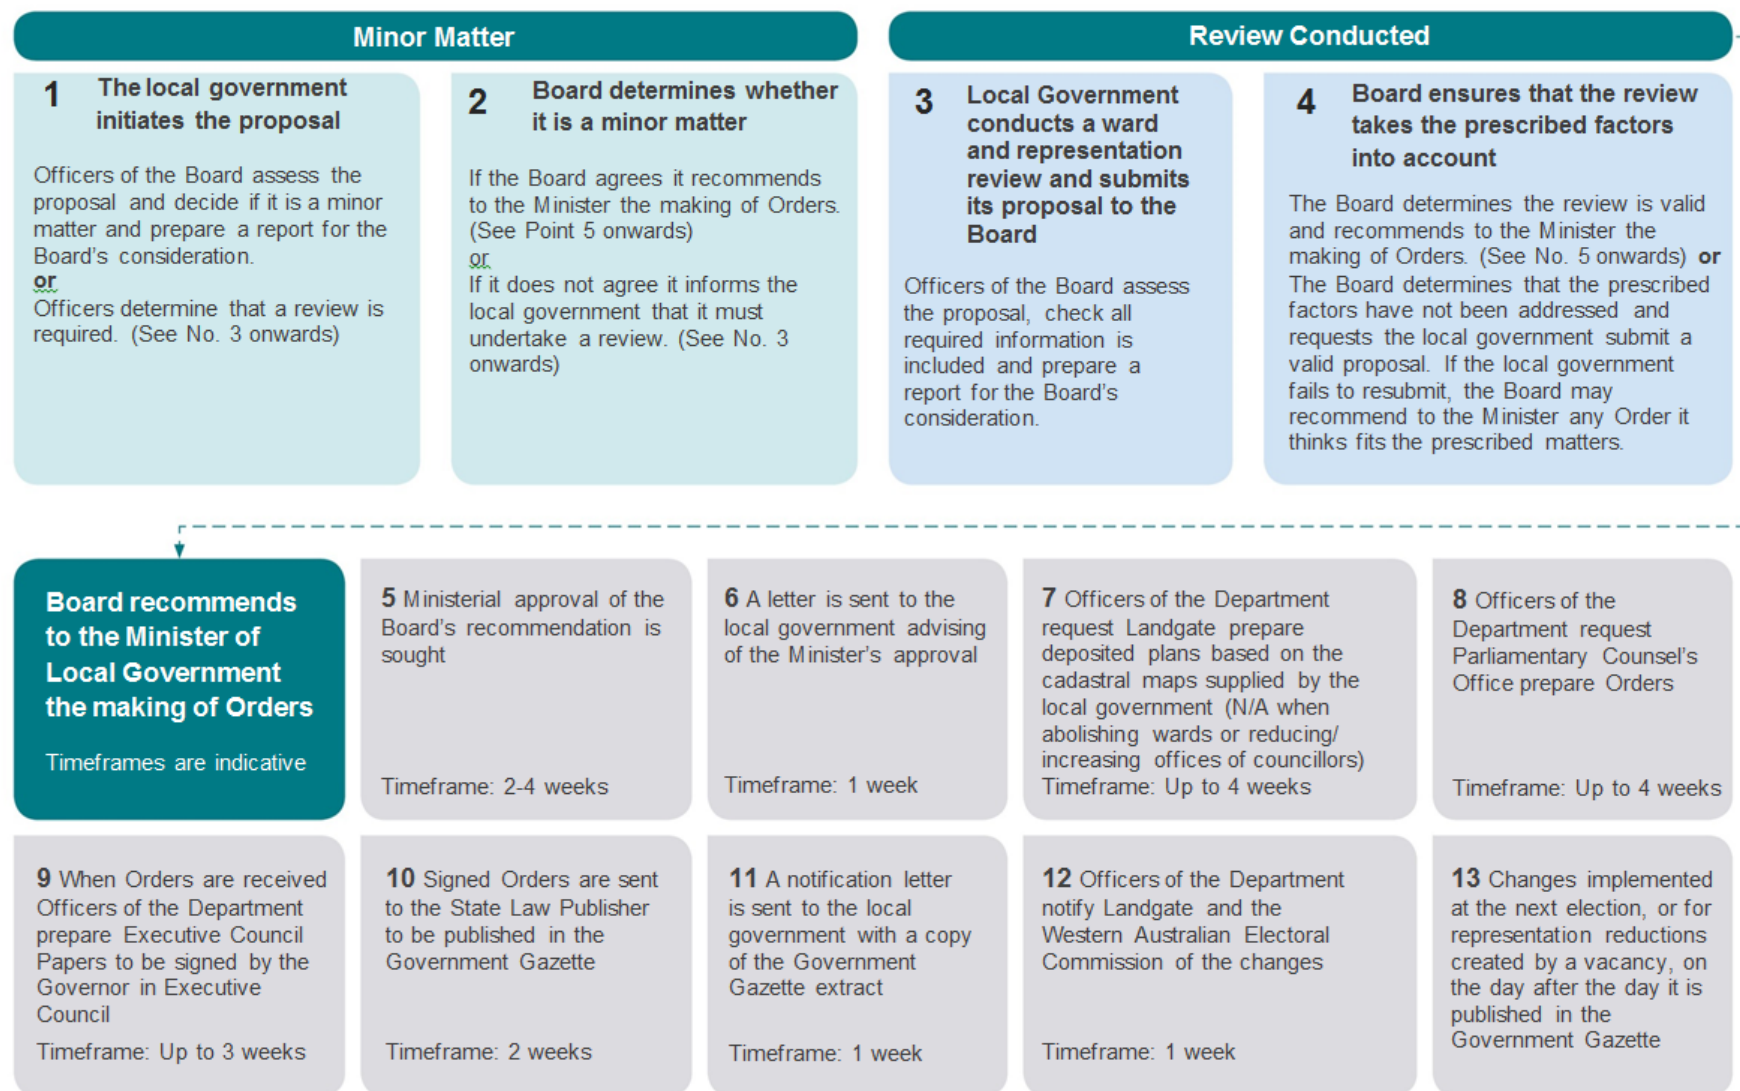 Minor Matter
1 The local government
initiates the proposal
Officers of the Board assess the
proposal and decide if it is a minor
matter and prepare a report for the
Board's consideration.
or
Officers determine that a review is
required. (See No. 3 onwards)
2 Board determines whether
it is a minor matter
If the Board agrees it recommends
to the Minister the making of Orders.
(See Point 5 onwards)
or
If it does not agree it informs the
local government that it must
undertake a review. (See No. 3
onwards)
Review Conducted
3 Local Government
conducts a ward
and representation
review and submits
its proposal to the
Board
Officers of the Board assess
the proposal, check all
required information is
included and prepare a
report for the Board's
consideration.
4 Board ensures that the review
takes the prescribed factors
into account
The Board determines the review is valid
and recommends to the Minister the
making of Orders. (See No. 5 onwards) or
The Board determines that the prescribed
factors have not been addressed and
requests the local government submit a
valid proposal. If the local government
fails to resubmit, the Board may
recommend to the Minister any Order it
thinks fits the prescribed matters.
Board recommends
to the Minister of
Local Government
the making of Orders
Timeframes are indicative
5 Ministerial approval of the
Board's recommendation is
sought
Timeframe: 2-4 weeks
6 A letter is sent to the
local government advising
of the Minister's approval
Timeframe: 1 week
7 Officers of the Department
request Landgate prepare
deposited plans based on the
cadastral maps supplied by the
local government (N/A when
abolishing wards or reducing/
increasing offices of councillors)
Timeframe: Up to 4 weeks
8 Officers of the
Department request
Parliamentary Counsel's
Office prepare Orders
Timeframe: Up to 4 weeks
9 When Orders are received
Officers of the Department
prepare Executive Council
Papers to be signed by the
Governor in Executive
Council
Timeframe: Up to 3 weeks
10 Signed Orders are sent
to the State Law Publisher
to be published in the
Government Gazette
Timeframe: 2 weeks
11 A notification letter
is sent to the local
government with a copy
of the Government
Gazette extract
Timeframe: 1 week
12 Officers of the Department
notify Landgate and the
Western Australian Electoral
Commission of the changes
Timeframe: 1 week
13 Changes implemented
at the next election, or for
representation reductions
created by a vacancy, on
the day after the day it is
published in the
Government Gazette